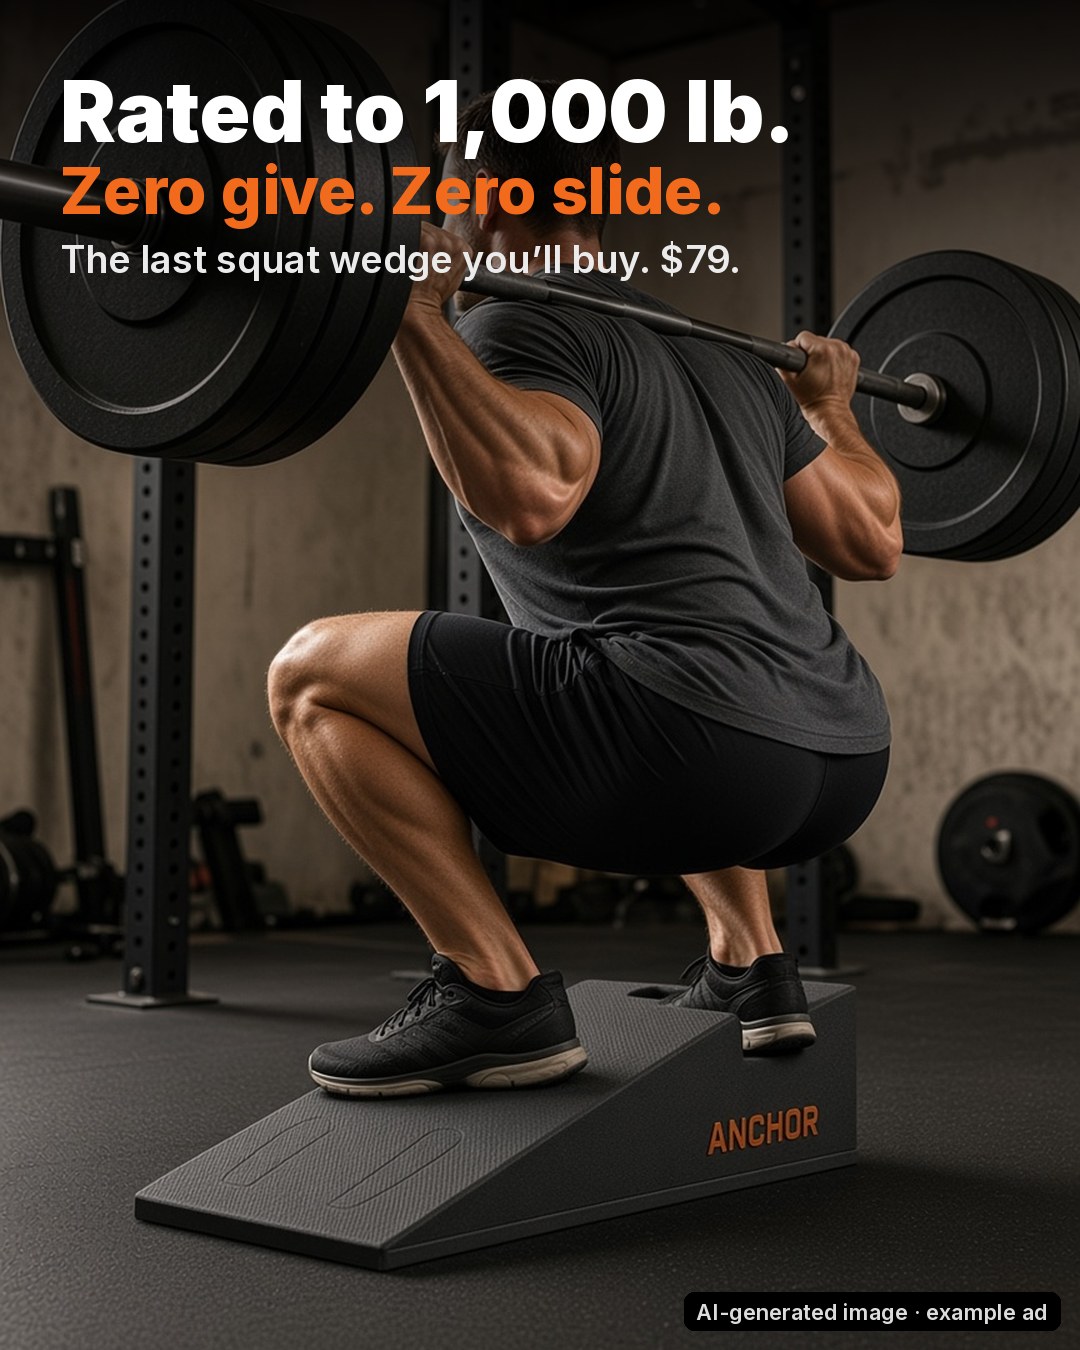 Rated to 1,000 lb.
Zero give. Zero slide.
The last squat wedge you’ll buy. $79.
ANCHOR
AI-generated image · example ad